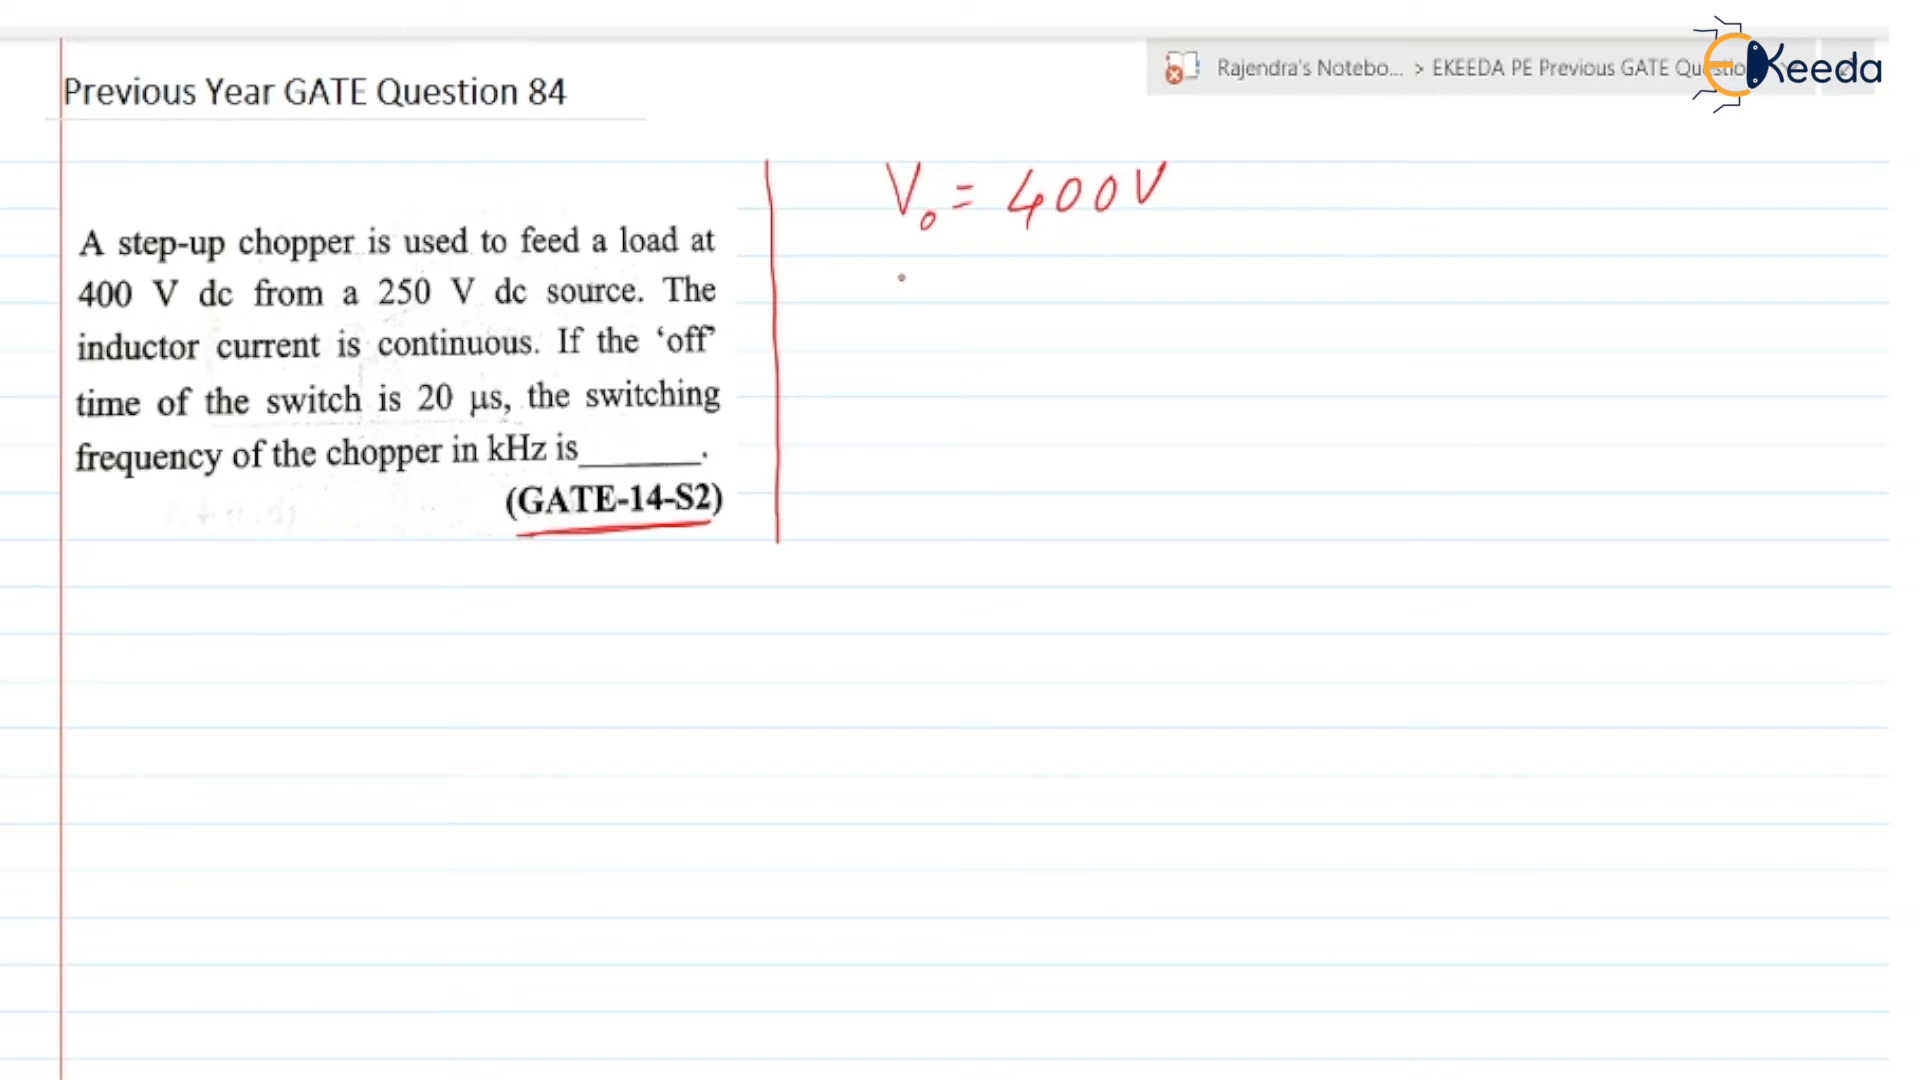 Rajendra's Notebo... > EKEEDA PE Previous GATE Questio
EKeeda
Previous Year GATE Question 84
A step-up chopper is used to feed a load at
400 V dc from a 250 V dc source. The
inductor current is continuous. If the ‘off’
time of the switch is 20 μs, the switching
frequency of the chopper in kHz is_______.
(GATE-14-S2)
V₀ = 400V